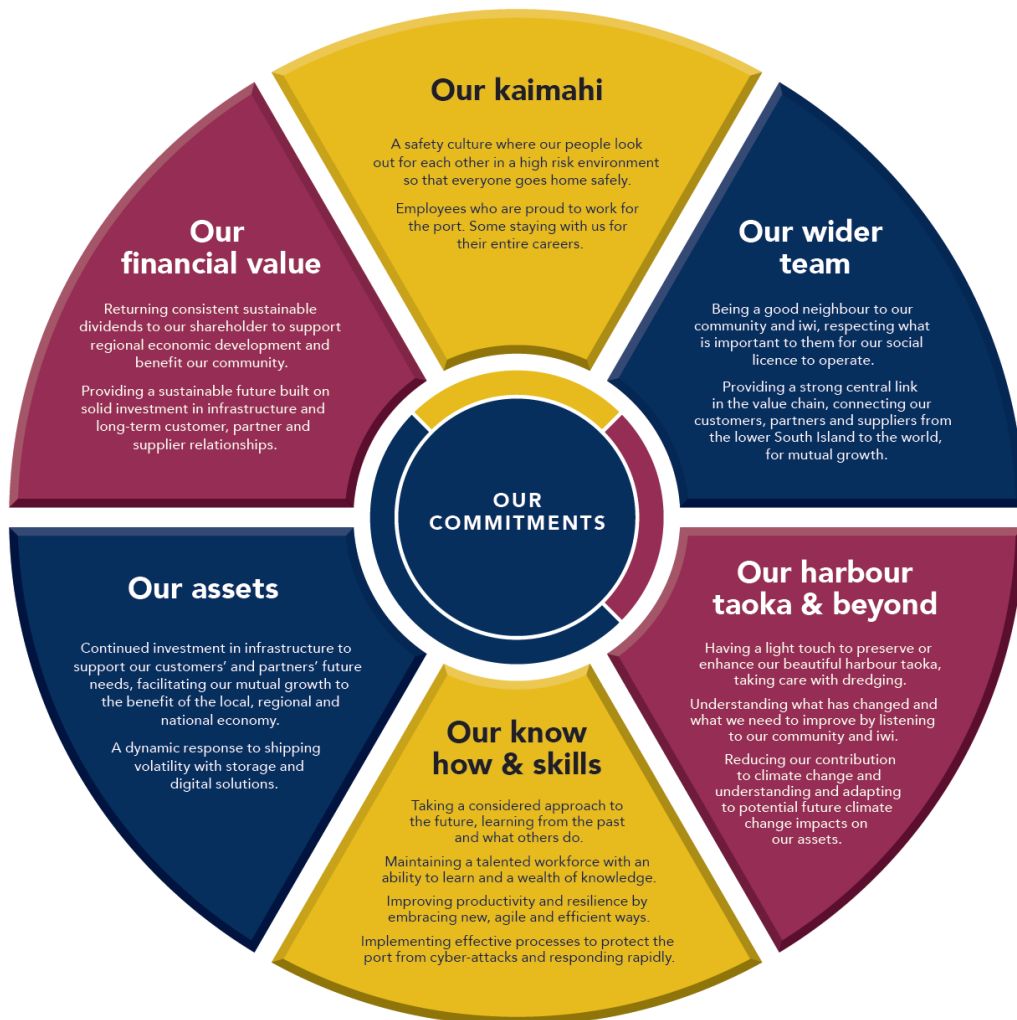 Our kaimahi
A safety culture where our people look
out for each other in a high risk environment
so that everyone goes home safely.
Employees who are proud to work for
the port. Some staying with us for
their entire careers.
Our wider
team
Being a good neighbour to our
community and iwi, respecting what
is important to them for our social
licence to operate.
Providing a strong central link
in the value chain, connecting our
customers, partners and suppliers from
the lower South Island to the world,
for mutual growth.
Our harbour
taoka & beyond
Having a light touch to preserve or
enhance our beautiful harbour taoka,
taking care with dredging.
Understanding what has changed and
what we need to improve by listening
to our community and iwi.
Reducing our contribution
to climate change and
understanding and adapting
to potential future climate
change impacts on
our assets.
Our know
how & skills
Taking a considered approach to
the future, learning from the past
and what others do.
Maintaining a talented workforce with an
ability to learn and a wealth of knowledge.
Improving productivity and resilience by
embracing new, agile and efficient ways.
Implementing effective processes to protect the
port from cyber-attacks and responding rapidly.
Our assets
Continued investment in infrastructure to
support our customers’ and partners’ future
needs, facilitating our mutual growth to
the benefit of the local, regional and
national economy.
A dynamic response to shipping
volatility with storage and
digital solutions.
Our
financial value
Returning consistent sustainable
dividends to our shareholder to support
regional economic development and
benefit our community.
Providing a sustainable future built on
solid investment in infrastructure and
long-term customer, partner and
supplier relationships.
OUR
COMMITMENTS